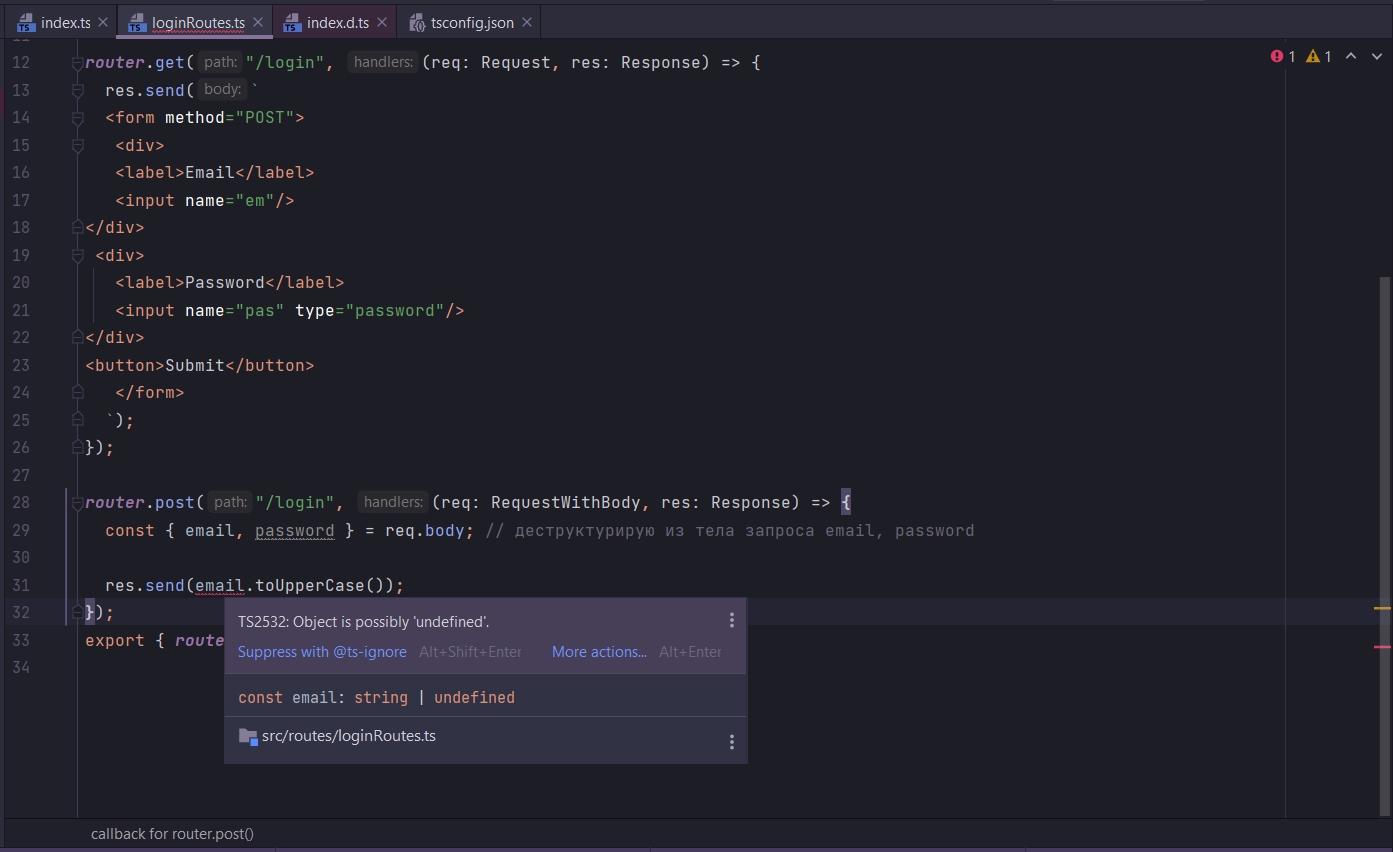 index.ts
loginRoutes.ts
index.d.ts
tsconfig.json
1 1
12 router.get( path: "/login", handlers: (req: Request, res: Response) => {
13 res.send( body: `
14 <form method="POST">
15 <div>
16 <label>Email</label>
17 <input name="em"/>
18 </div>
19 <div>
20 <label>Password</label>
21 <input name="pas" type="password"/>
22 </div>
23 <button>Submit</button>
24 </form>
25 `);
26 });
27
28 router.post( path: "/login", handlers: (req: RequestWithBody, res: Response) => {
29 const { email, password } = req.body; // деструктурирую из тела запроса email, password
30
31 res.send(email.toUpperCase());
32 });
33 export { route
34
TS2532: Object is possibly 'undefined'.
Suppress with @ts-ignore Alt+Shift+Enter More actions... Alt+Enter
const email: string | undefined
src/routes/loginRoutes.ts
callback for router.post()